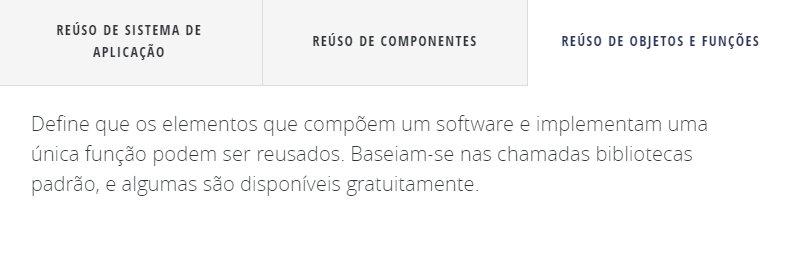 REÚSO DE SISTEMA DE
APLICAÇÃO
REÚSO DE COMPONENTES
REÚSO DE OBJETOS E FUNÇÕES
Define que os elementos que compõem um software e implementam uma
única função podem ser reusados. Baseiam-se nas chamadas bibliotecas
padrão, e algumas são disponíveis gratuitamente.